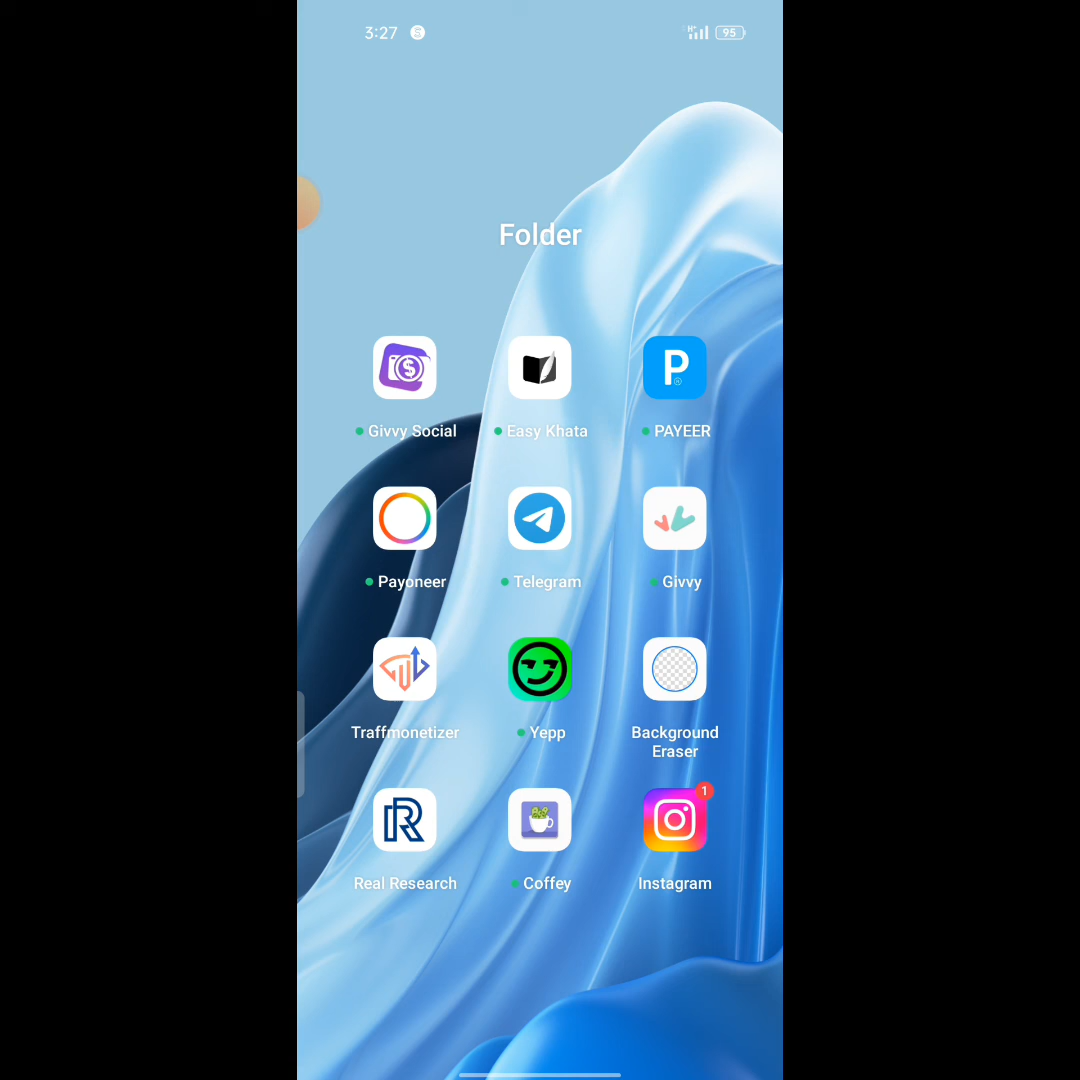 3:27
H+
95
Folder
Givvy Social
Easy Khata
P
PAYEER
Payoneer
Telegram
Givvy
Traffmonetizer
Yepp
Background
Eraser
1
Real Research
Coffey
Instagram